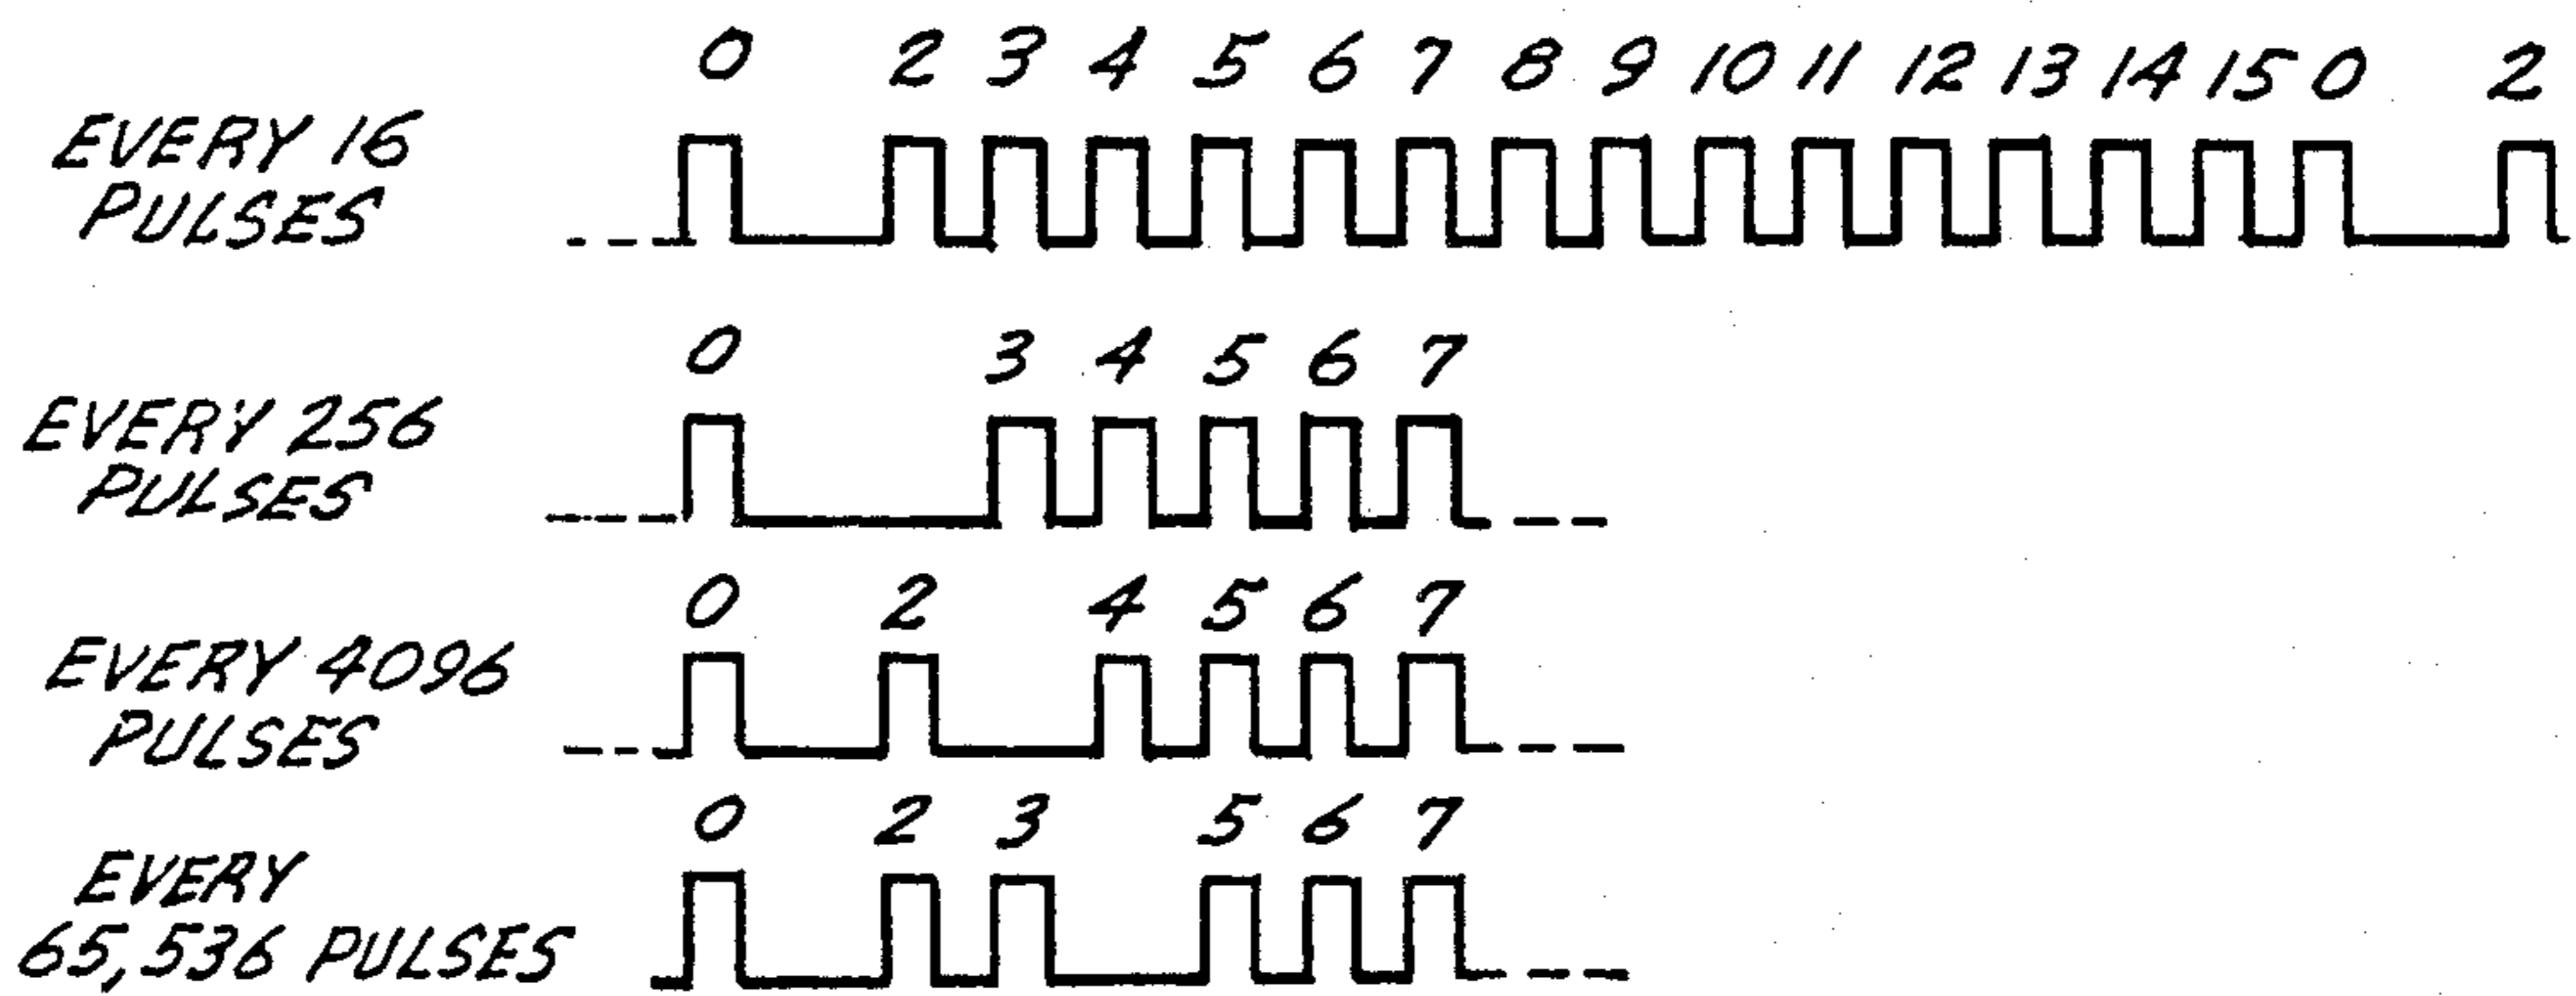 0 2 3 4 5 6 7 8 9 10 11 12 13 14 15 0 2
EVERY 16
PULSES
0 3 4 5 6 7
EVERY 256
PULSES
0 2 4 5 6 7
EVERY 4096
PULSES
0 2 3 5 6 7
EVERY
65,536 PULSES